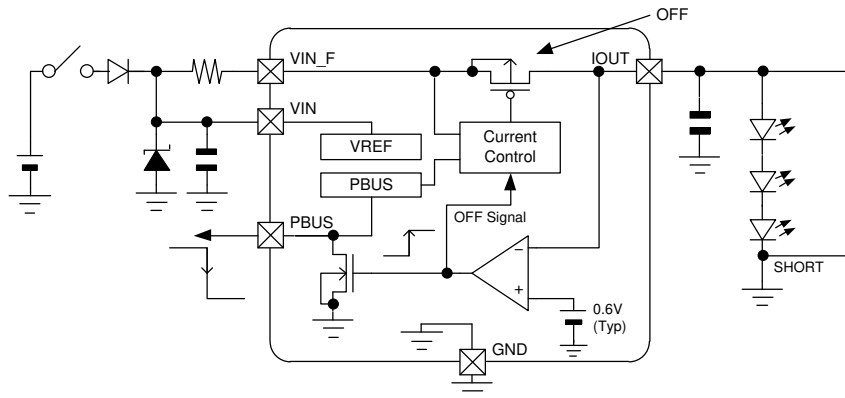 OFF
VIN_F
IOUT
VIN
VREF
Current
Control
PBUS
OFF Signal
PBUS
−
+
0.6V
(Typ)
SHORT
GND